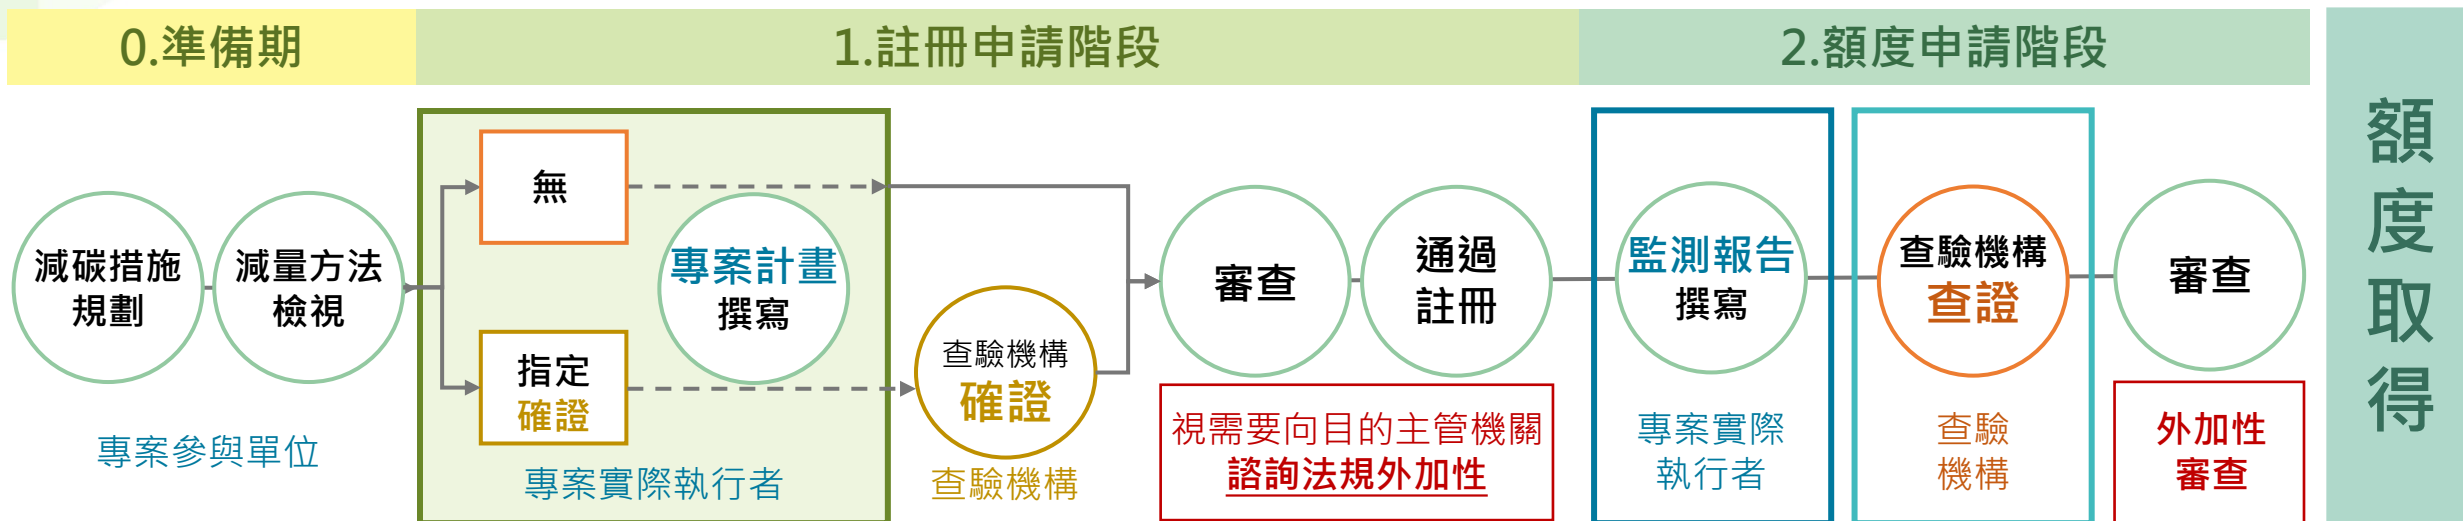 0.準備期
1.註冊申請階段
2.額度申請階段
額
度
取
得
減碳措施
規劃
減量方法
檢視
專案參與單位
無
指定
確證
專案計畫
撰寫
專案實際執行者
查驗機構
確證
查驗機構
審查
通過
註冊
視需要向目的主管機關
諮詢法規外加性
監測報告
撰寫
專案實際
執行者
查驗機構
查證
查驗
機構
審查
外加性
審查